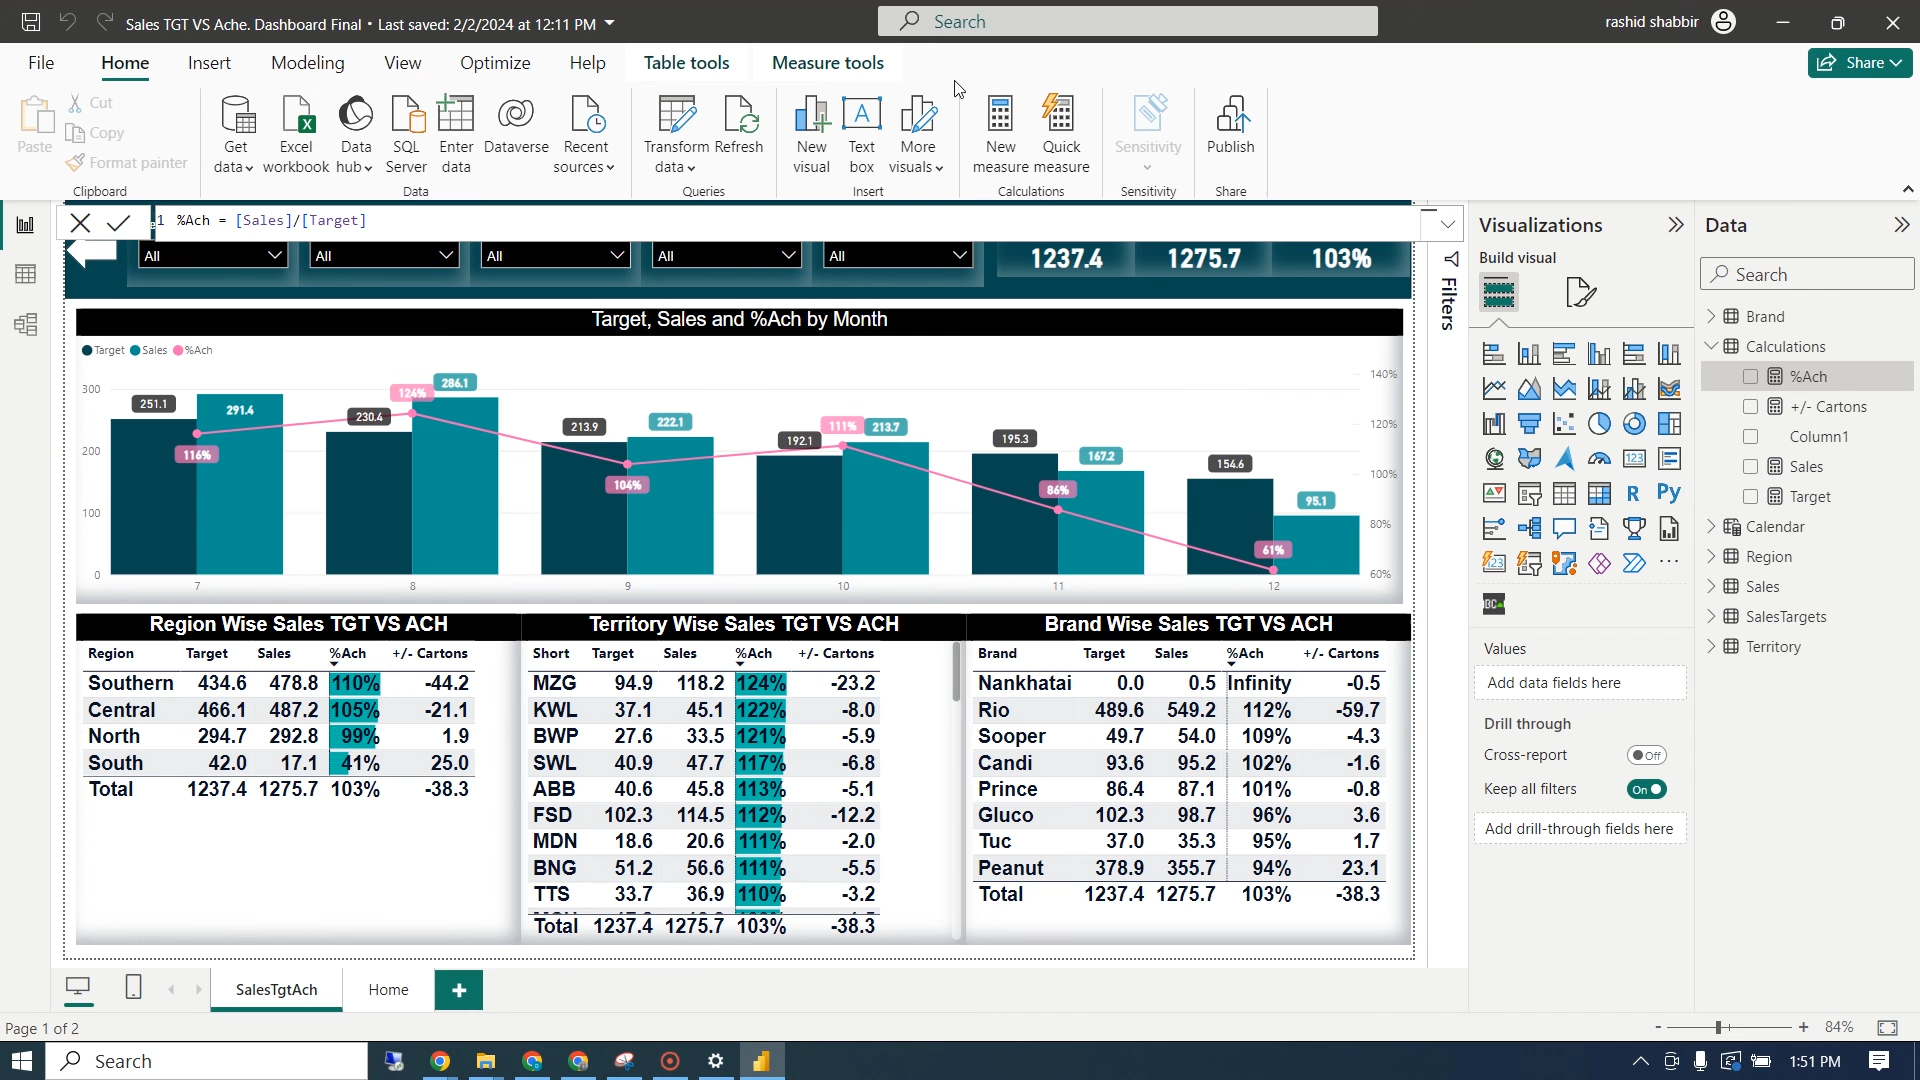 Sales TGT VS Ache. Dashboard Final • Last saved: 2/2/2024 at 12:11 PM
Search
rashid shabbir
File
Home
Insert
Modeling
View
Optimize
Help
Table tools
Measure tools
Share
Paste
Cut
Copy
Format painter
Clipboard
Get data
Excel workbook
Data hub
SQL Server
Enter data
Dataverse
Recent sources
Data
Transform data
Refresh
Queries
New visual
Text box
More visuals
Insert
New measure
Quick measure
Calculations
Sensitivity
Sensitivity
Publish
Share
1 %Ach = [Sales]/[Target]
All
All
All
All
All
1237.4
1275.7
103%
Filters
Target, Sales and %Ach by Month
Target Sales %Ach
300
200
100
0
140%
120%
100%
80%
60%
251.1
291.4
116%
230.4
124%
286.1
213.9
222.1
104%
192.1
111%
213.7
195.3
167.2
86%
154.6
95.1
61%
7 8 9 10 11 12
Region Wise Sales TGT VS ACH
Region Target Sales %Ach +/- Cartons
Southern 434.6 478.8 110% -44.2
Central 466.1 487.2 105% -21.1
North 294.7 292.8 99% 1.9
South 42.0 17.1 41% 25.0
Total 1237.4 1275.7 103% -38.3
Territory Wise Sales TGT VS ACH
Short Target Sales %Ach +/- Cartons
MZG 94.9 118.2 124% -23.2
KWL 37.1 45.1 122% -8.0
BWP 27.6 33.5 121% -5.9
SWL 40.9 47.7 117% -6.8
ABB 40.6 45.8 113% -5.1
FSD 102.3 114.5 112% -12.2
MDN 18.6 20.6 111% -2.0
BNG 51.2 56.6 111% -5.5
TTS 33.7 36.9 110% -3.2
Total 1237.4 1275.7 103% -38.3
Brand Wise Sales TGT VS ACH
Brand Target Sales %Ach +/- Cartons
Nankhatai 0.0 0.5 Infinity -0.5
Rio 489.6 549.2 112% -59.7
Sooper 49.7 54.0 109% -4.3
Candi 93.6 95.2 102% -1.6
Prince 86.4 87.1 101% -0.8
Gluco 102.3 98.7 96% 3.6
Tuc 37.0 35.3 95% 1.7
Peanut 378.9 355.7 94% 23.1
Total 1237.4 1275.7 103% -38.3
Visualizations
Build visual
123
R
Py
123
Values
Add data fields here
Drill through
Cross-report
Off
Keep all filters
On
Add drill-through fields here
Data
Search
Brand
Calculations
%Ach
+/- Cartons
Column1
Sales
Target
Calendar
Region
Sales
SalesTargets
Territory
SalesTgtAch
Home
Page 1 of 2
- + 84%
Search
1:51 PM